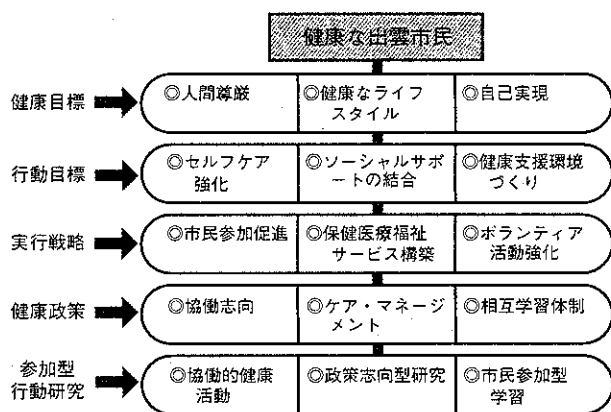 健康な出雲市民
健康目標
◎人間尊厳
◎健康なライフ
スタイル
◎自己実現
行動目標
◎セルフケア
強化
◎ソーシャルサポ
ートの結合
◎健康支援環境
づくり
実行戦略
◎市民参加促進
◎保健医療福祉
サービス構築
◎ボランティア
活動強化
健康政策
◎協働志向
◎ケア・マネージ
メント
◎相互学習体制
参加型
行動研究
◎協働的健康
活動
◎政策志向型研究
◎市民参加型
学習